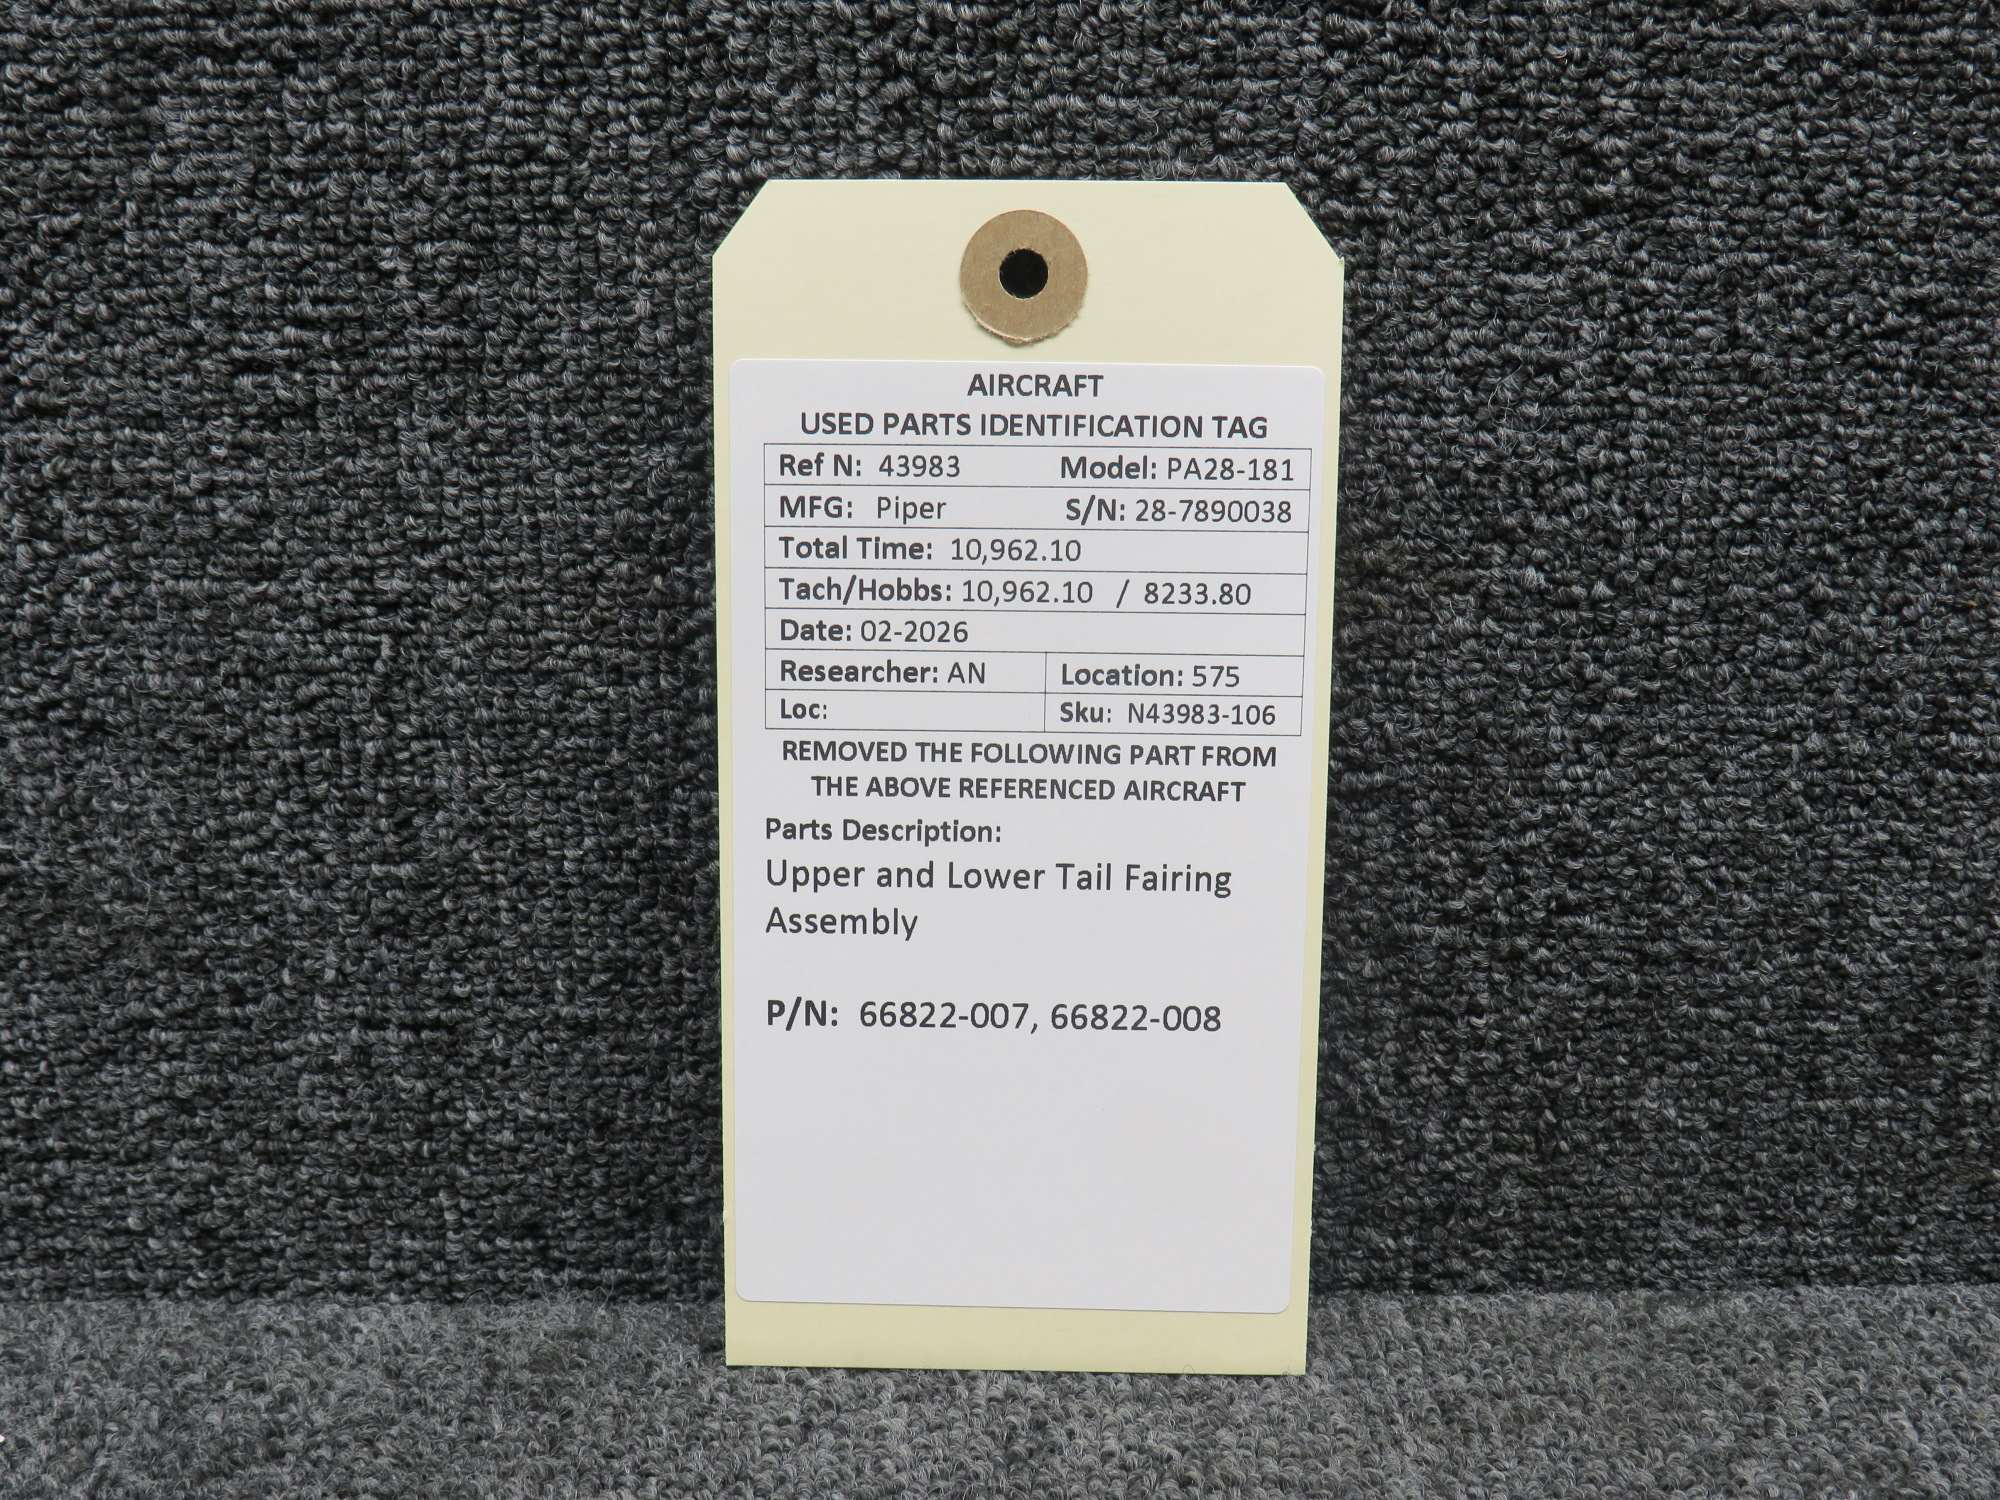 AIRCRAFT
USED PARTS IDENTIFICATION TAG
Ref N: 43983 Model: PA28-181
MFG: Piper S/N: 28-7890038
Total Time: 10,962.10
Tach/Hobbs: 10,962.10 / 8233.80
Date: 02-2026
Researcher: AN Location: 575
Loc: Sku: N43983-106
REMOVED THE FOLLOWING PART FROM
THE ABOVE REFERENCED AIRCRAFT
Parts Description:
Upper and Lower Tail Fairing
Assembly
P/N: 66822-007, 66822-008